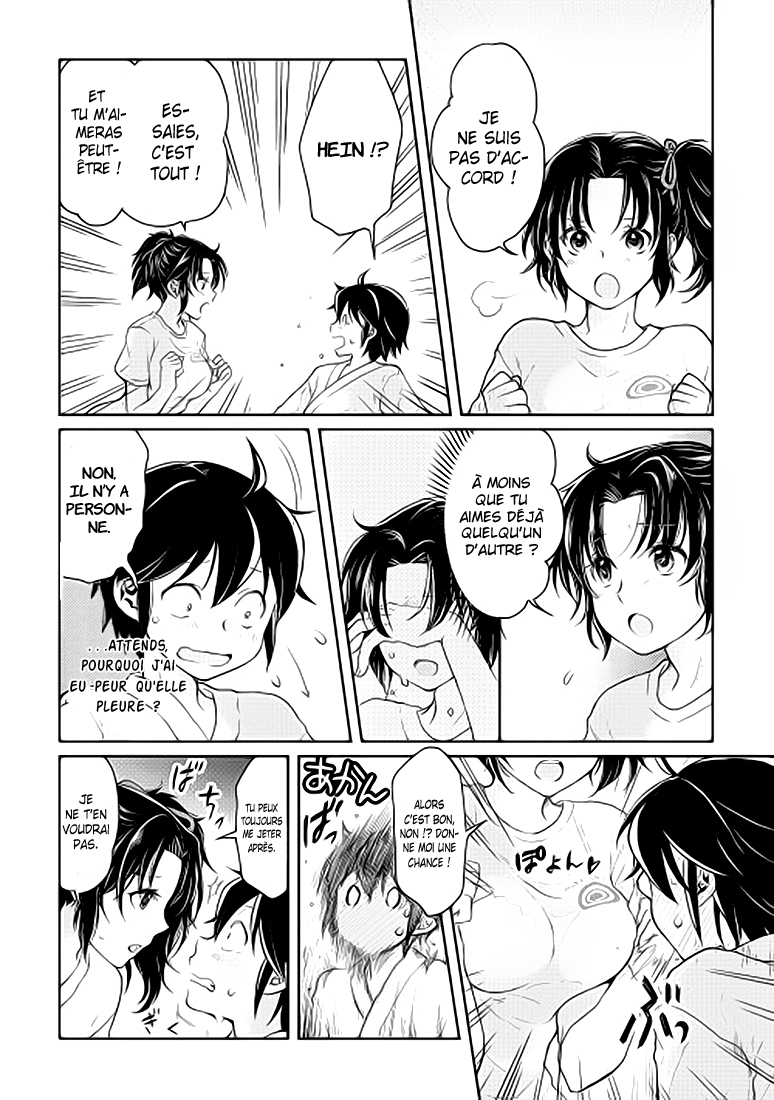 JE
NE SUIS
PAS D'AC-
CORD !
HEIN !?
ES-
SAIES,
C'EST
TOUT !
ET
TU M'AI-
MERAS
PEUT-
ÊTRE !
À MOINS
QUE TU
AIMES DÉJÀ
QUELQU'UN
D'AUTRE ?
NON.
IL N'Y A
PERSON-
NE.
...ATTENDS,
POURQUOI J'AI
EU PEUR QU'ELLE
PLEURE ?
ぽよん♡
ぶんっ
ALORS
C'EST BON,
NON !? DON-
NE MOI UNE
CHANCE !
あかん
ばっ
TU PEUX
TOUJOURS
ME JETER
APRÈS.
ばちっ
JE
NE T'EN
VOUDRAI
PAS.